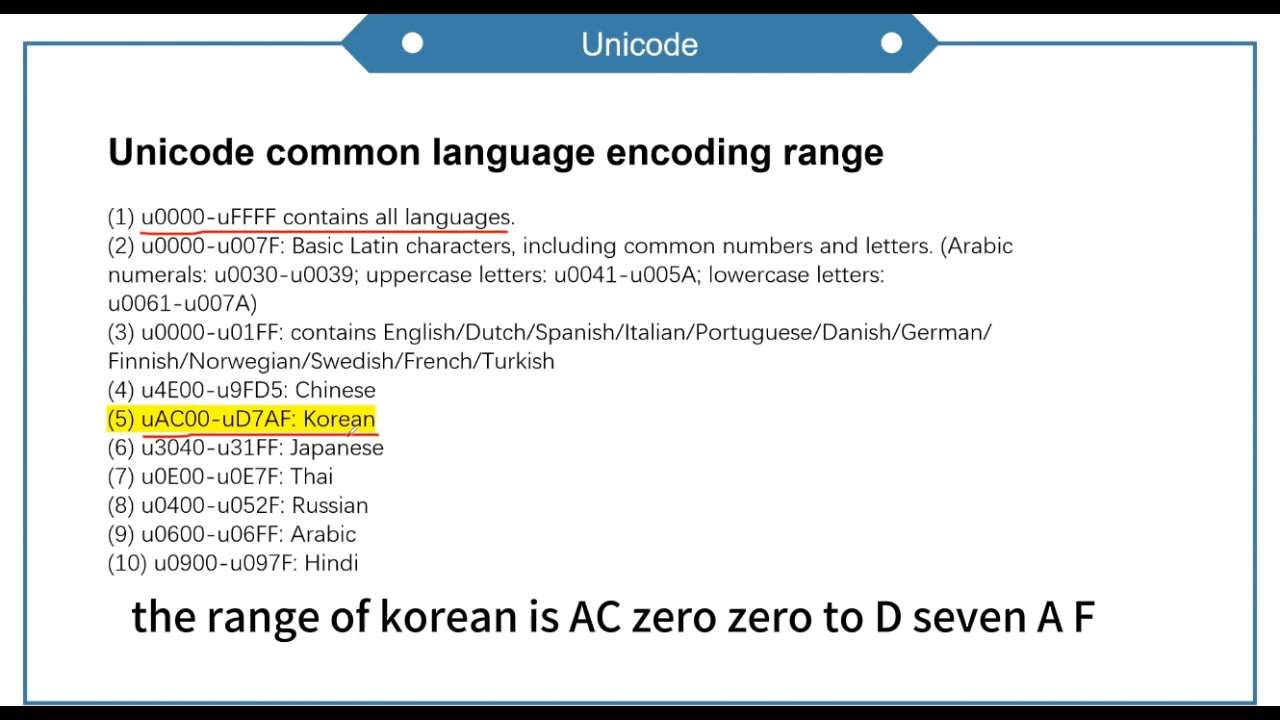 Unicode
Unicode common language encoding range
(1) u0000-uFFFF contains all languages.
(2) u0000-u007F: Basic Latin characters, including common numbers and letters. (Arabic
numerals: u0030-u0039; uppercase letters: u0041-u005A; lowercase letters:
u0061-u007A)
(3) u0000-u01FF: contains English/Dutch/Spanish/Italian/Portuguese/Danish/German/
Finnish/Norwegian/Swedish/French/Turkish
(4) u4E00-u9FD5: Chinese
(5) uAC00-uD7AF: Korean
(6) u3040-u31FF: Japanese
(7) u0E00-u0E7F: Thai
(8) u0400-u052F: Russian
(9) u0600-u06FF: Arabic
(10) u0900-u097F: Hindi
the range of korean is AC zero zero to D seven A F